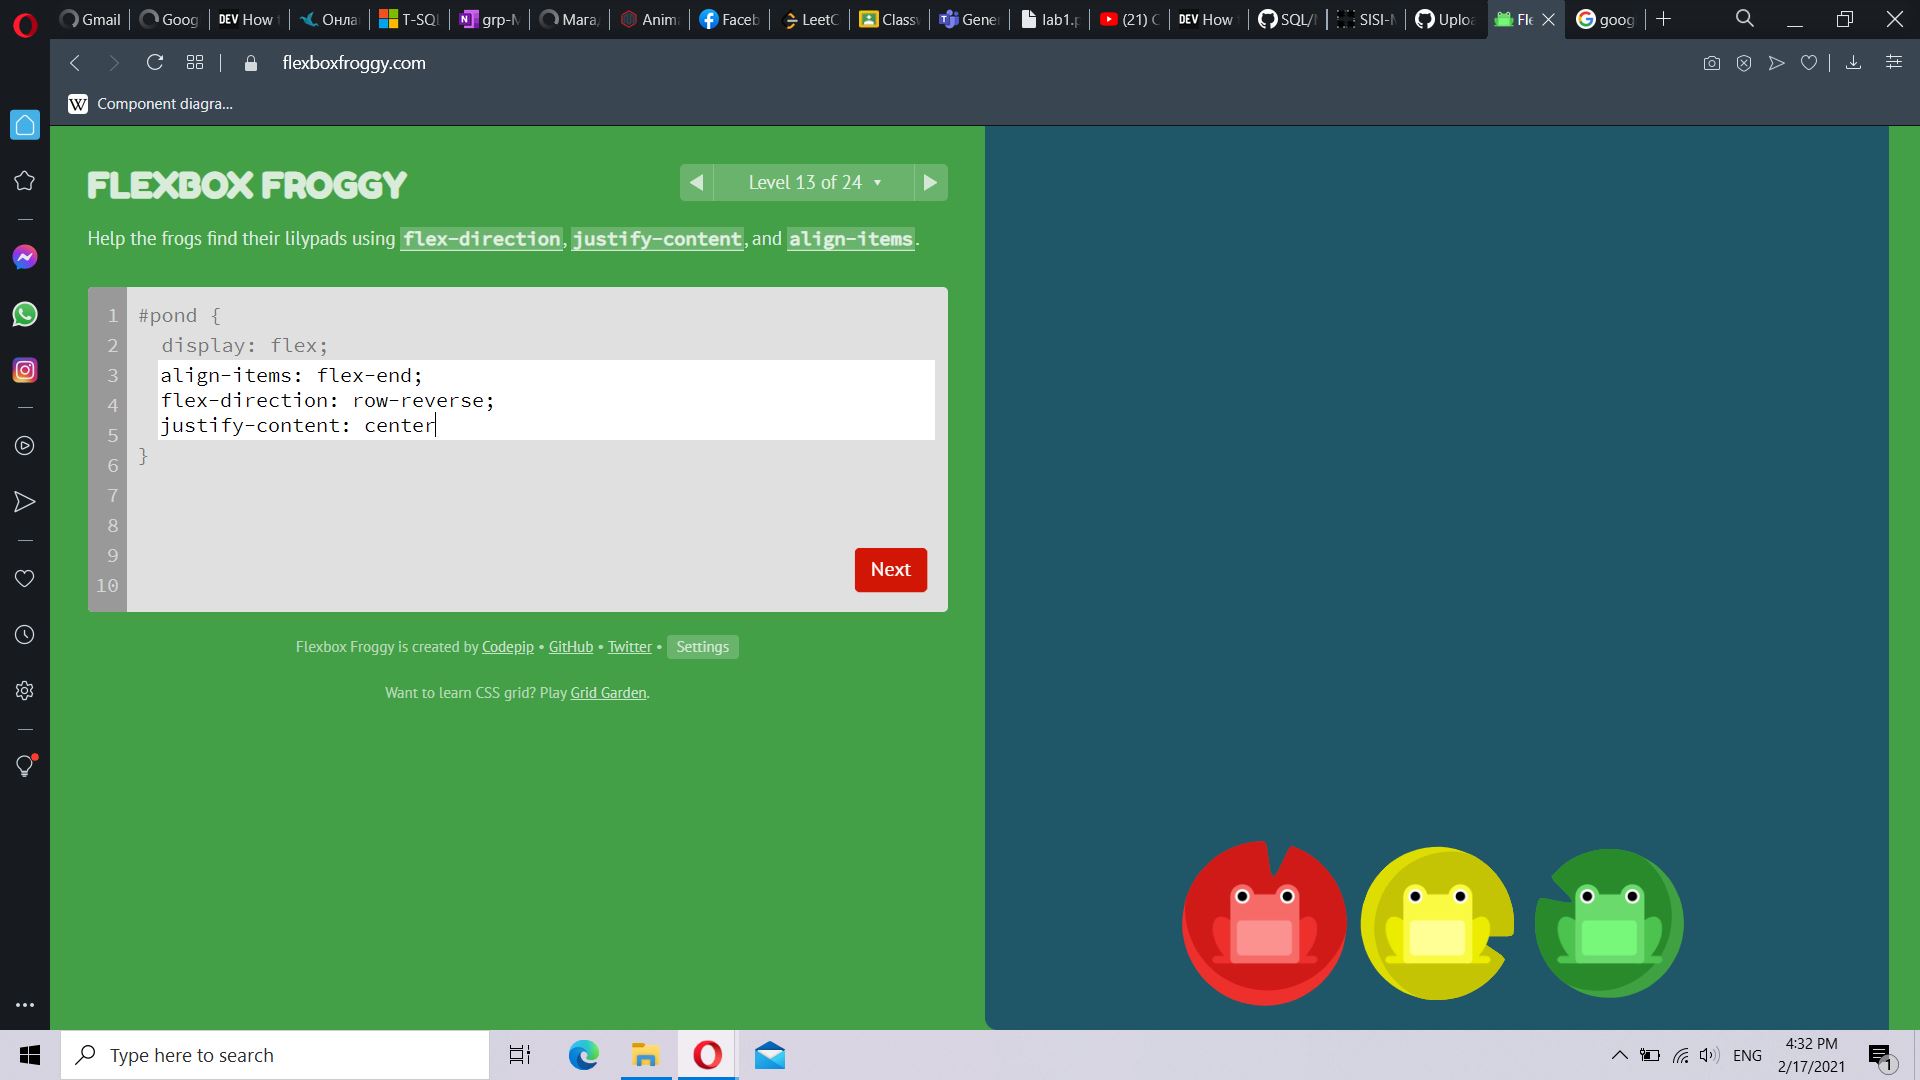 Gmail Goog DEV How Онла T-SQL N grp-M Мага Anim Faceb LeetC Classw Gener lab1.p (21) C DEV How SQL/ SISI-M Uploa Fle goog
flexboxfroggy.com
W Component diagra...
FLEXBOX FROGGY
Level 13 of 24
Help the frogs find their lilypads using flex-direction, justify-content, and align-items.
1 #pond {
2 display: flex;
3 align-items: flex-end;
4 flex-direction: row-reverse;
5 justify-content: center
6 }
7
8
9
10
Next
Flexbox Froggy is created by Codepip • GitHub • Twitter • Settings
Want to learn CSS grid? Play Grid Garden.
Type here to search
ENG
4:32 PM
2/17/2021
1